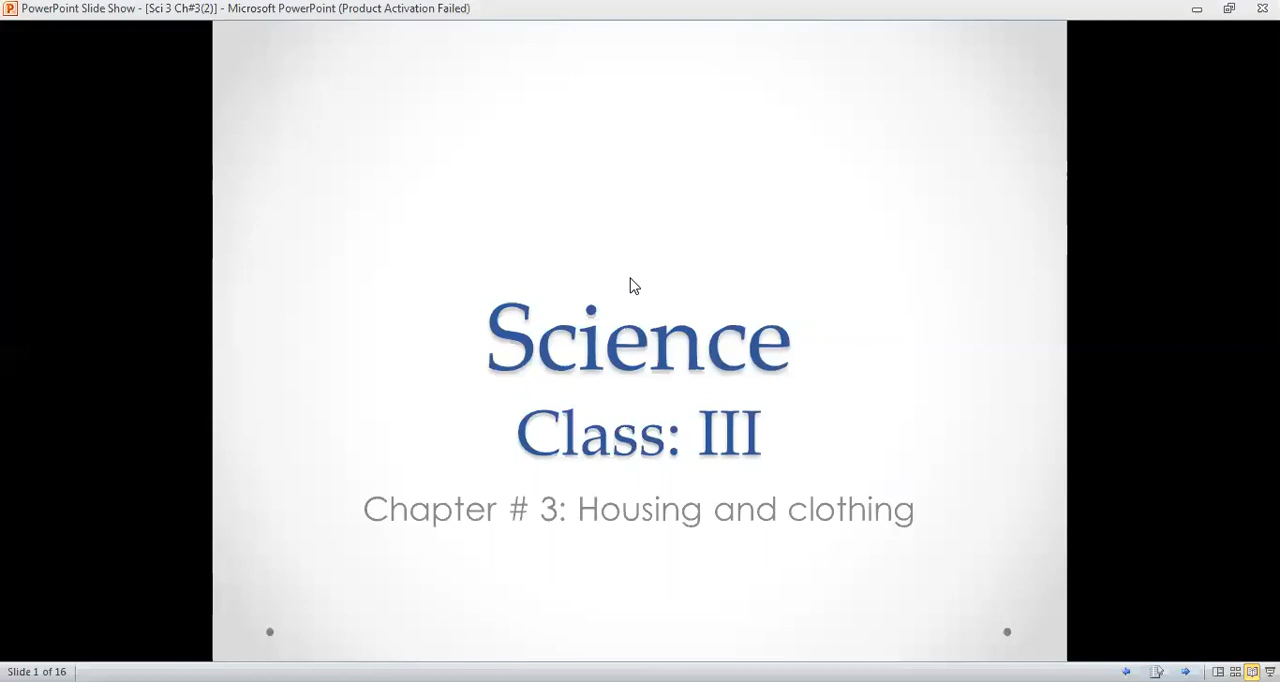 PowerPoint Slide Show - [Sci 3 Ch#3(2)] - Microsoft PowerPoint (Product Activation Failed)
Science
Class: III
Chapter # 3: Housing and clothing
Slide 1 of 16